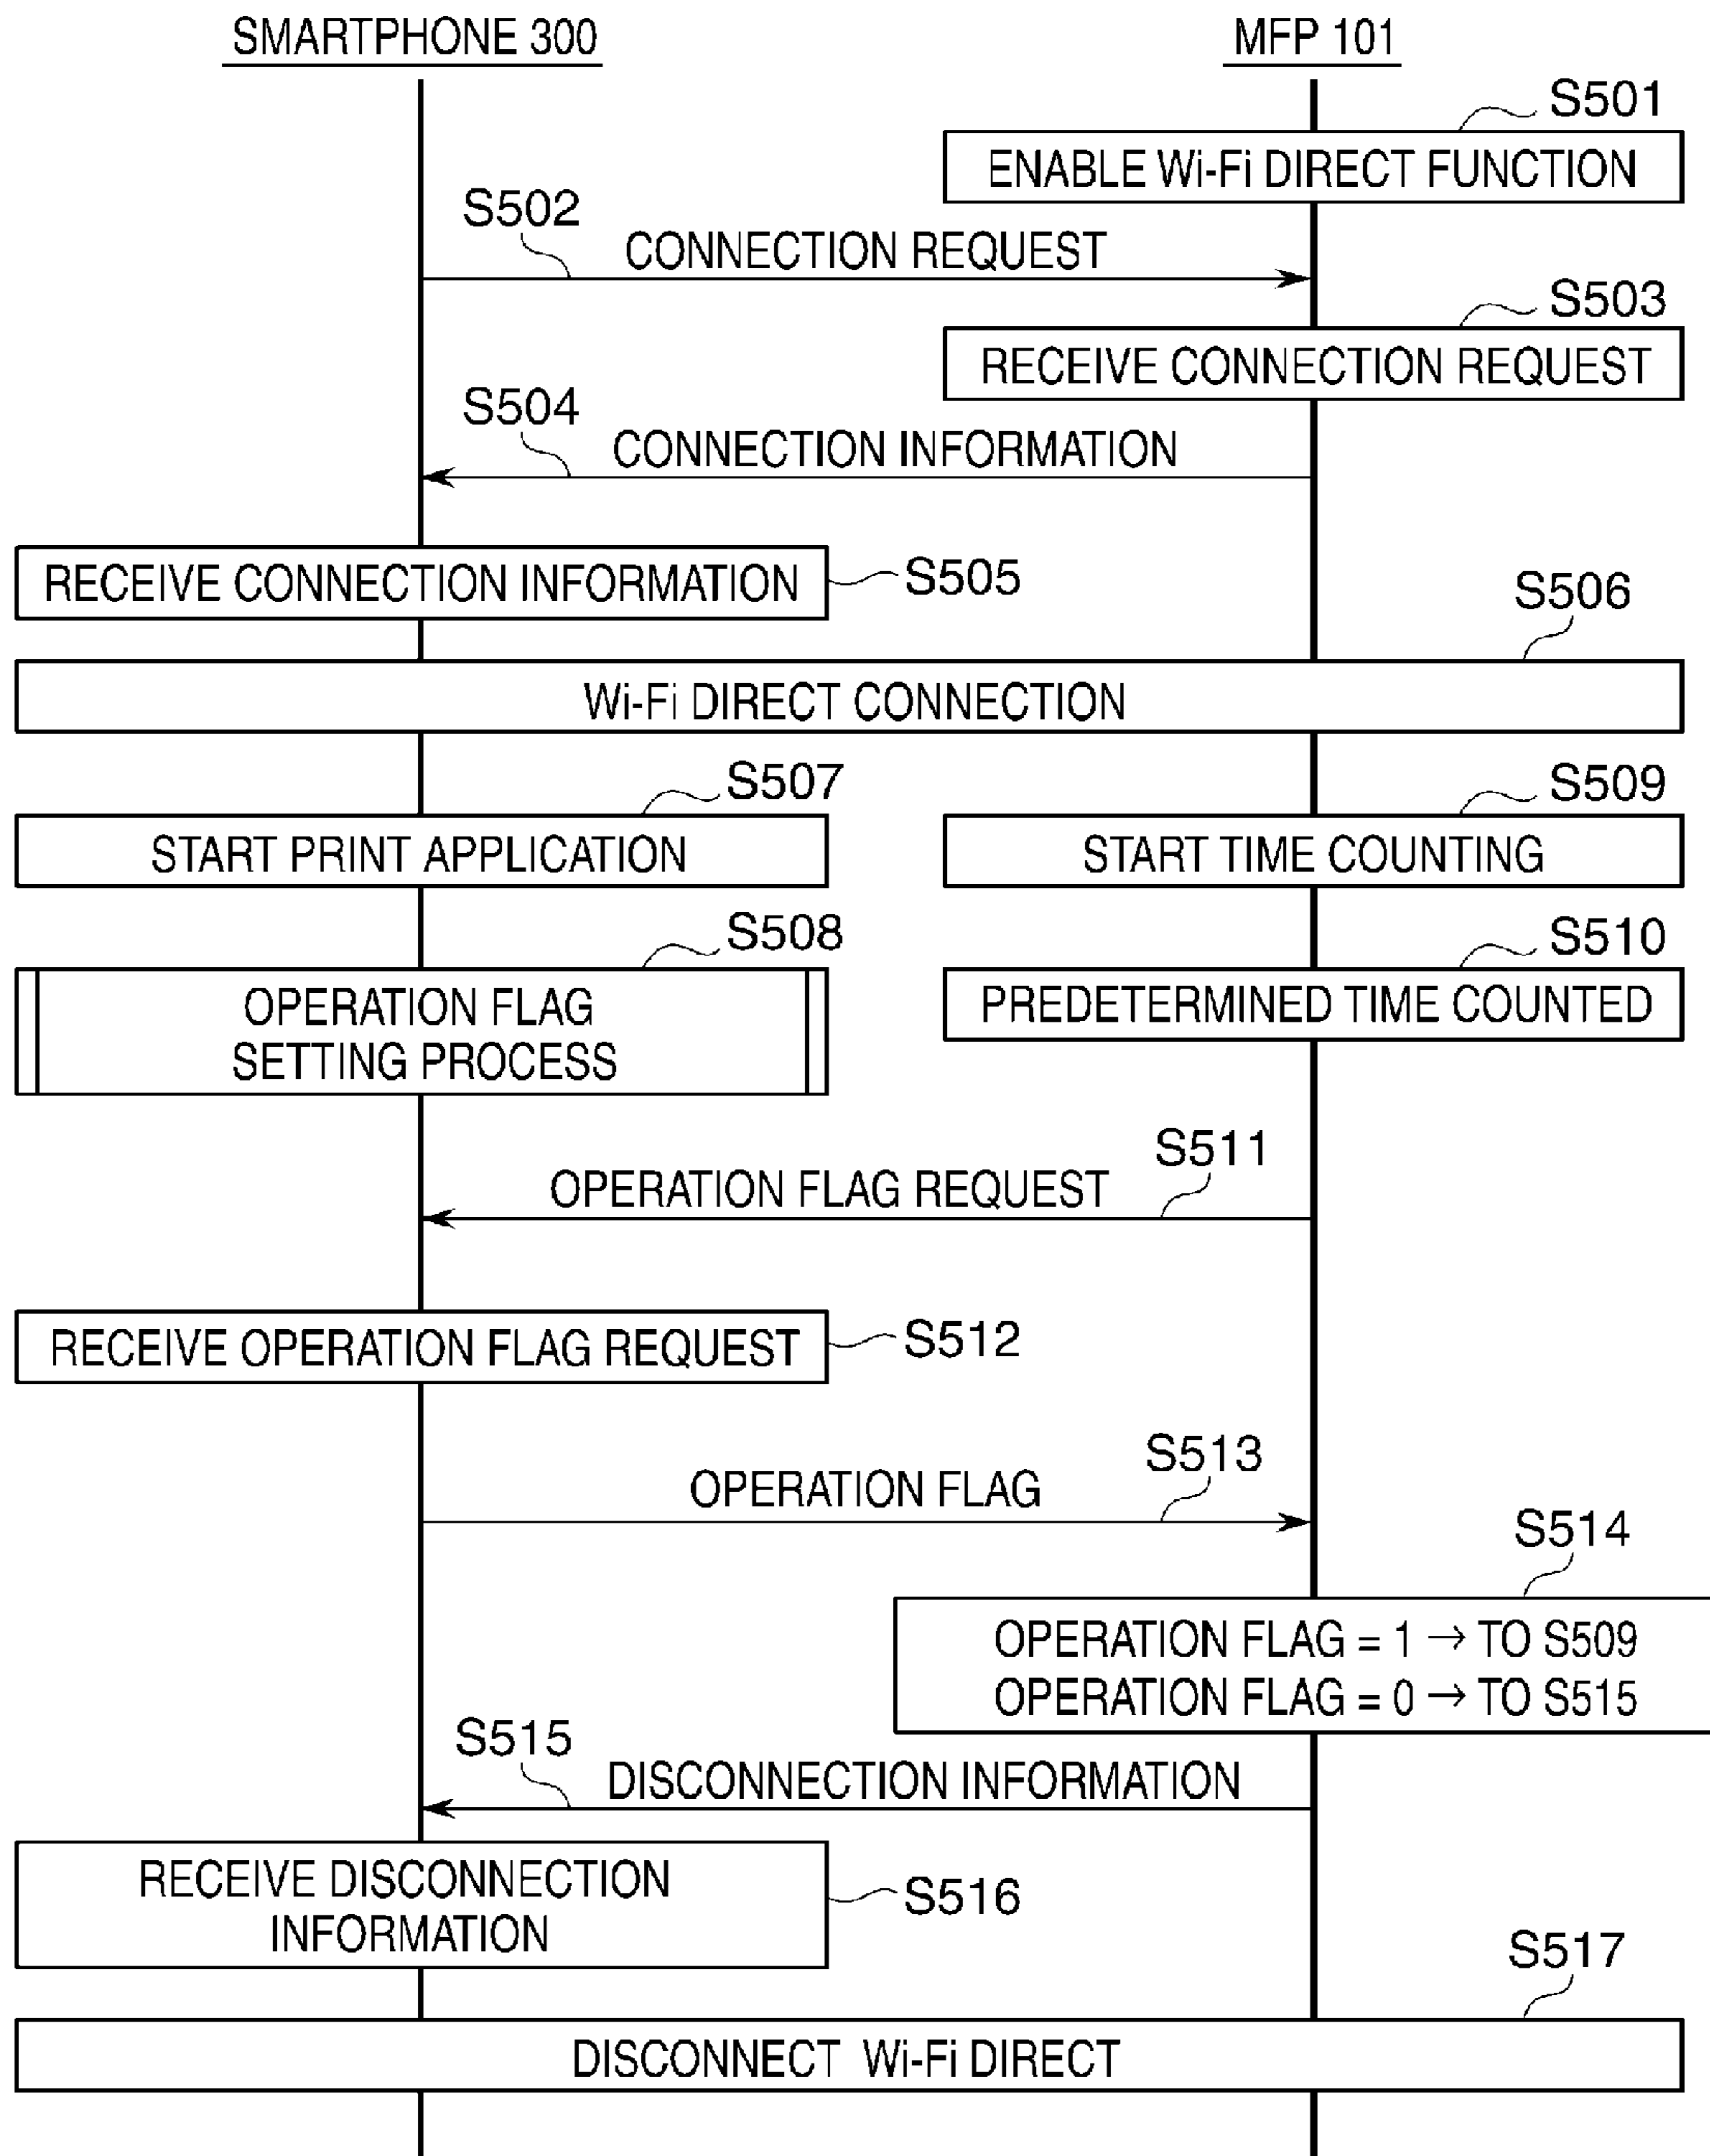 SMARTPHONE 300
MFP 101
S501
ENABLE Wi-Fi DIRECT FUNCTION
S502
CONNECTION REQUEST
S503
RECEIVE CONNECTION REQUEST
S504
CONNECTION INFORMATION
RECEIVE CONNECTION INFORMATION
S505
S506
Wi-Fi DIRECT CONNECTION
S507
START PRINT APPLICATION
S509
START TIME COUNTING
S508
OPERATION FLAG
SETTING PROCESS
S510
PREDETERMINED TIME COUNTED
S511
OPERATION FLAG REQUEST
RECEIVE OPERATION FLAG REQUEST
S512
S513
OPERATION FLAG
S514
OPERATION FLAG = 1 → TO S509
OPERATION FLAG = 0 → TO S515
S515
DISCONNECTION INFORMATION
RECEIVE DISCONNECTION
INFORMATION
S516
S517
DISCONNECT Wi-Fi DIRECT